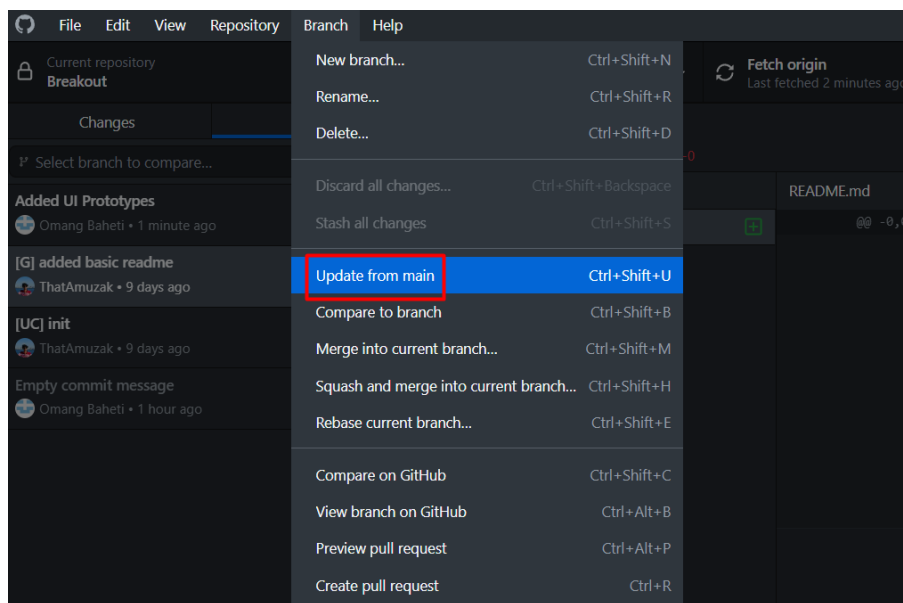 File Edit View Repository Branch Help
Current repository
Breakout
Fetch origin
Last fetched 2 minutes ago
Changes
Select branch to compare...
Added UI Prototypes
Omang Baheti • 1 minute ago
[G] added basic readme
ThatAmuzak • 9 days ago
[UC] init
ThatAmuzak • 9 days ago
Empty commit message
Omang Baheti • 1 hour ago
New branch... Ctrl+Shift+N
Rename... Ctrl+Shift+R
Delete... Ctrl+Shift+D
Discard all changes... Ctrl+Shift+Backspace
Stash all changes Ctrl+Shift+S
Update from main Ctrl+Shift+U
Compare to branch Ctrl+Shift+B
Merge into current branch... Ctrl+Shift+M
Squash and merge into current branch... Ctrl+Shift+H
Rebase current branch... Ctrl+Shift+E
Compare on GitHub Ctrl+Shift+C
View branch on GitHub Ctrl+Alt+B
Preview pull request Ctrl+Alt+P
Create pull request Ctrl+R
-0
README.md
@@ -0,